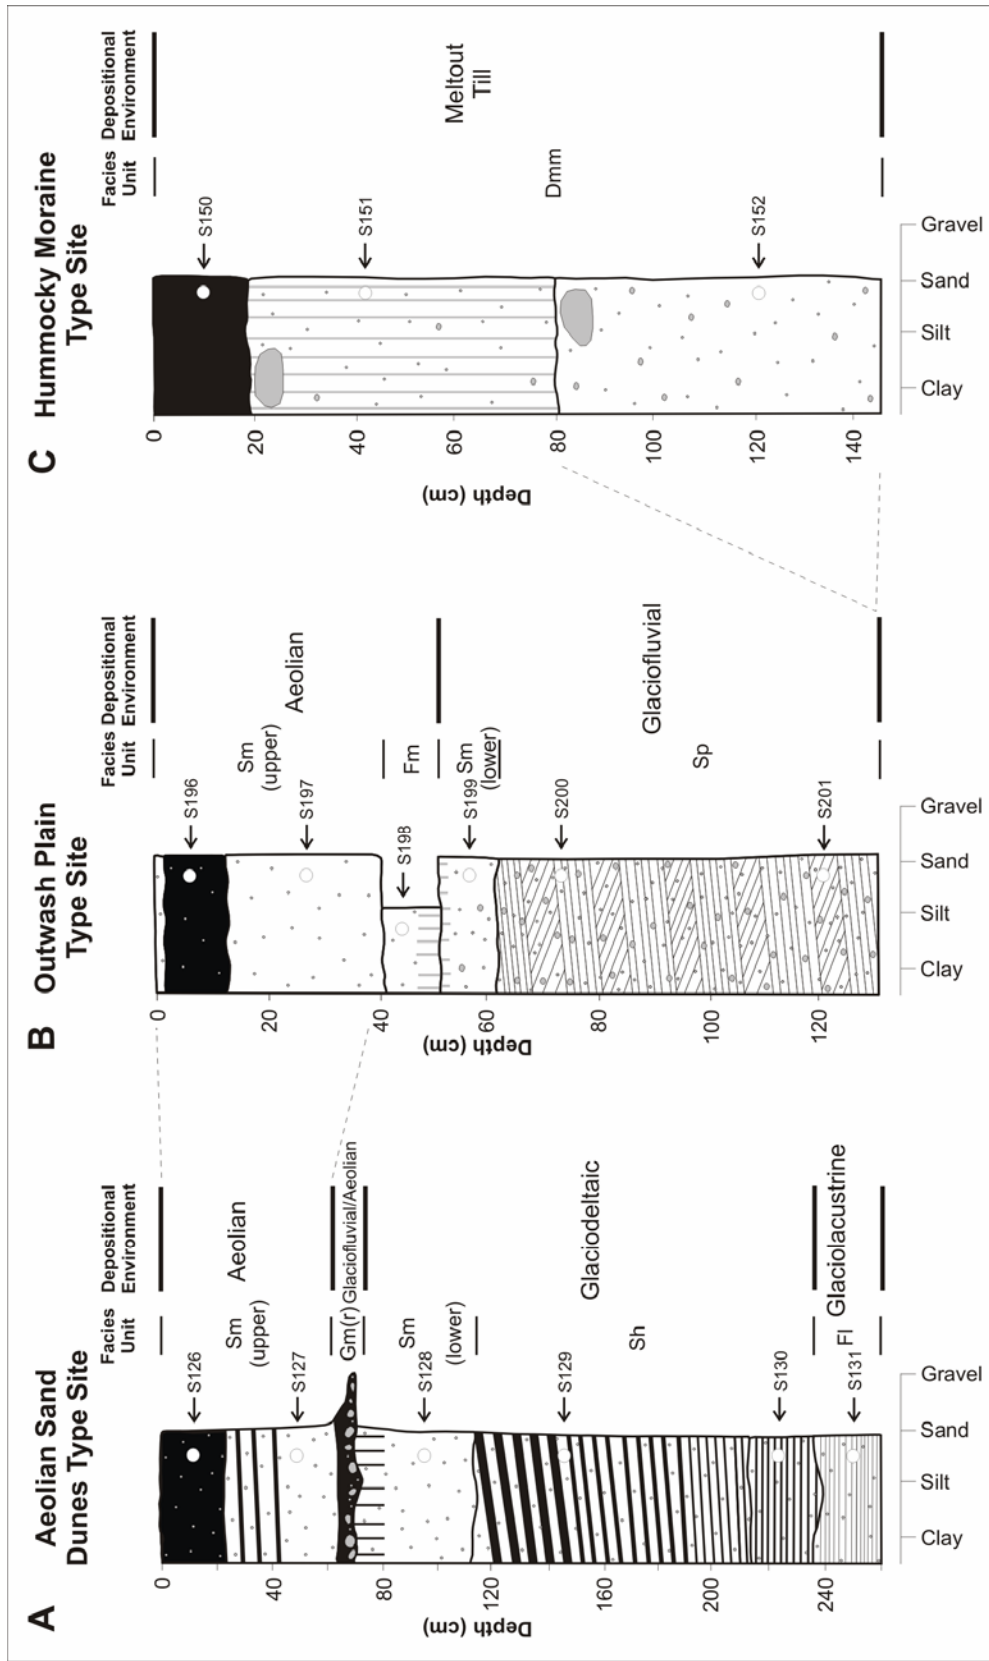 A
Aeolian Sand
Dunes Type Site
Facies
Unit
Depositional
Environment
Depth (cm)
0
40
80
120
160
200
240
Clay
Silt
Sand
Gravel
S126
S127
S128
S129
S130
S131
Sm
(upper)
Gm(r)
Sm
(lower)
Sh
Fl
Aeolian
Glaciofluvial/Aeolian
Glaciodeltaic
Glaciolacustrine
B
Outwash Plain
Type Site
Facies
Unit
Depositional
Environment
Depth (cm)
0
20
40
60
80
100
120
Clay
Silt
Sand
Gravel
S196
S197
S198
S199
S200
S201
Sm
(upper)
Fm
Sm
(lower)
Sp
Aeolian
Glaciofluvial
C
Hummocky Moraine
Type Site
Facies
Unit
Depositional
Environment
Depth (cm)
0
20
40
60
80
100
120
140
Clay
Silt
Sand
Gravel
S150
S151
S152
Dmm
Meltout
Till